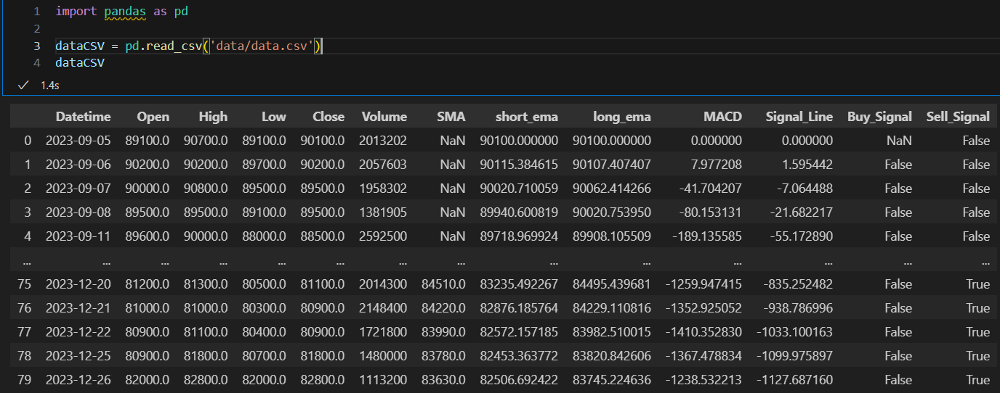 1 import pandas as pd
2
3 dataCSV = pd.read_csv('data/data.csv')
4 dataCSV
✓ 1.4s
Datetime Open High Low Close Volume SMA short_ema long_ema MACD Signal_Line Buy_Signal Sell_Signal
0 2023-09-05 89100.0 90700.0 89100.0 90100.0 2013202 NaN 90100.000000 90100.000000 0.000000 0.000000 NaN False
1 2023-09-06 90200.0 90200.0 89700.0 90200.0 2057603 NaN 90115.384615 90107.407407 7.977208 1.595442 False False
2 2023-09-07 90000.0 90800.0 89500.0 89500.0 1958302 NaN 90020.710059 90062.414266 -41.704207 -7.064488 False False
3 2023-09-08 89500.0 89500.0 89100.0 89500.0 1381905 NaN 89940.600819 90020.753950 -80.153131 -21.682217 False False
4 2023-09-11 89600.0 90000.0 88000.0 88500.0 2592500 NaN 89718.969924 89908.105509 -189.135585 -55.172890 False False
... ... ... ... ... ... ... ... ... ... ... ... ... ...
75 2023-12-20 81200.0 81300.0 80500.0 81100.0 2014300 84510.0 83235.492267 84495.439681 -1259.947415 -835.252482 False True
76 2023-12-21 81000.0 81000.0 80300.0 80900.0 2148400 84220.0 82876.185764 84229.110816 -1352.925052 -938.786996 False True
77 2023-12-22 80900.0 81100.0 80400.0 80900.0 1721800 83990.0 82572.157185 83982.510015 -1410.352830 -1033.100163 False True
78 2023-12-25 80900.0 81800.0 80700.0 81800.0 1480000 83780.0 82453.363772 83820.842606 -1367.478834 -1099.975897 False True
79 2023-12-26 82000.0 82800.0 82000.0 82800.0 1113200 83630.0 82506.692422 83745.224636 -1238.532213 -1127.687160 False True